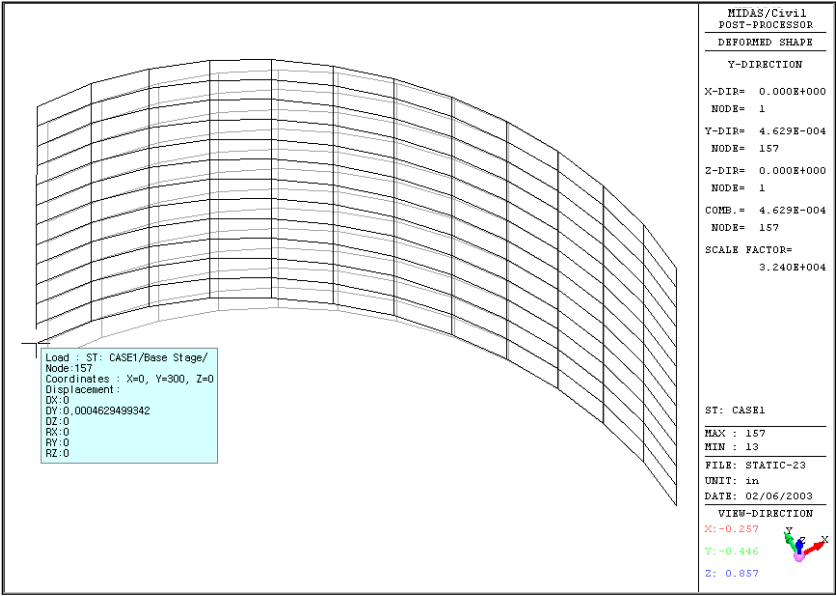 MIDAS/Civil
POST-PROCESSOR
DEFORMED SHAPE
Y-DIRECTION
X-DIR= 0.000E+000
NODE= 1
Y-DIR= 4.629E-004
NODE= 157
Z-DIR= 0.000E+000
NODE= 1
COMB.= 4.629E-004
NODE= 157
SCALE FACTOR=
3.240E+004
Load : ST: CASE1/Base Stage/
Node:157
Coordinates : X=0, Y=300, Z=0
Displacement :
DX:0
DY:0.0004629499342
DZ:0
RX:0
RY:0
RZ:0
ST: CASE1
MAX : 157
MIN : 13
FILE: STATIC-23
UNIT: in
DATE: 02/06/2003
VIEW-DIRECTION
X:-0.257
Y:-0.446
Z: 0.857
Y
Z
X